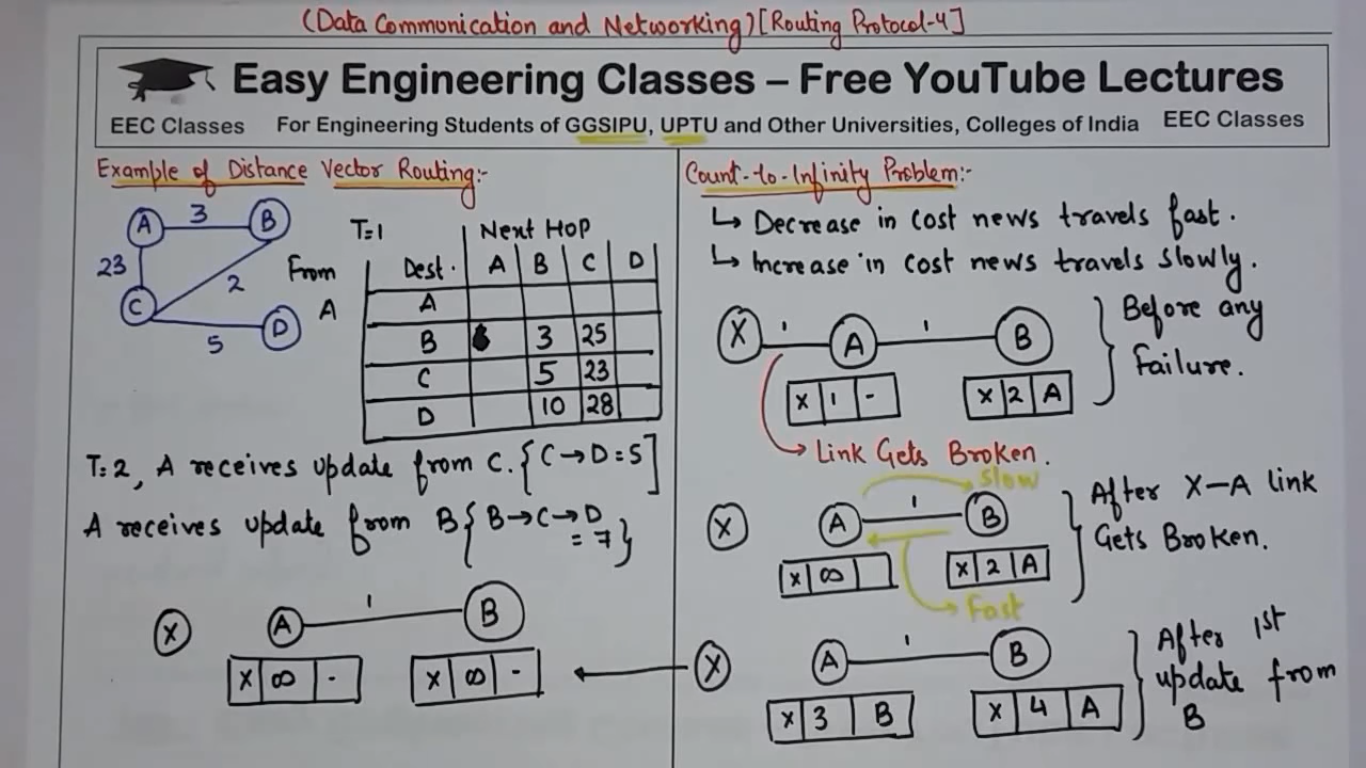 (Data Communication and Networking) [Routing Protocol-4]
Easy Engineering Classes – Free YouTube Lectures
EEC Classes For Engineering Students of GGSIPU, UPTU and Other Universities, Colleges of India EEC Classes
Example of Distance Vector Routing:-
A 3 B
23 2
C 5 D
From A
T=1 Next Hop
Dest. A B C D
A
B 3 25
C 5 23
D 10 28
T=2, A receives update from C. {C→D=5]
A receives update from B {B→C→D
=7}
X A 1 B
X ∞ -
X ∞ -
Count-to-Infinity Problem:-
↳ Decrease in cost news travels fast.
↳ Increase in cost news travels slowly.
X 1 A 1 B
X 1 -
X 2 A
Before any
failure.
Link Gets Broken.
slow
X A 1 B
X ∞
X 2 A
Fast
After X-A link
Gets Broken.
X A 1 B
X 3 B
X 4 A
After 1st
update from
B